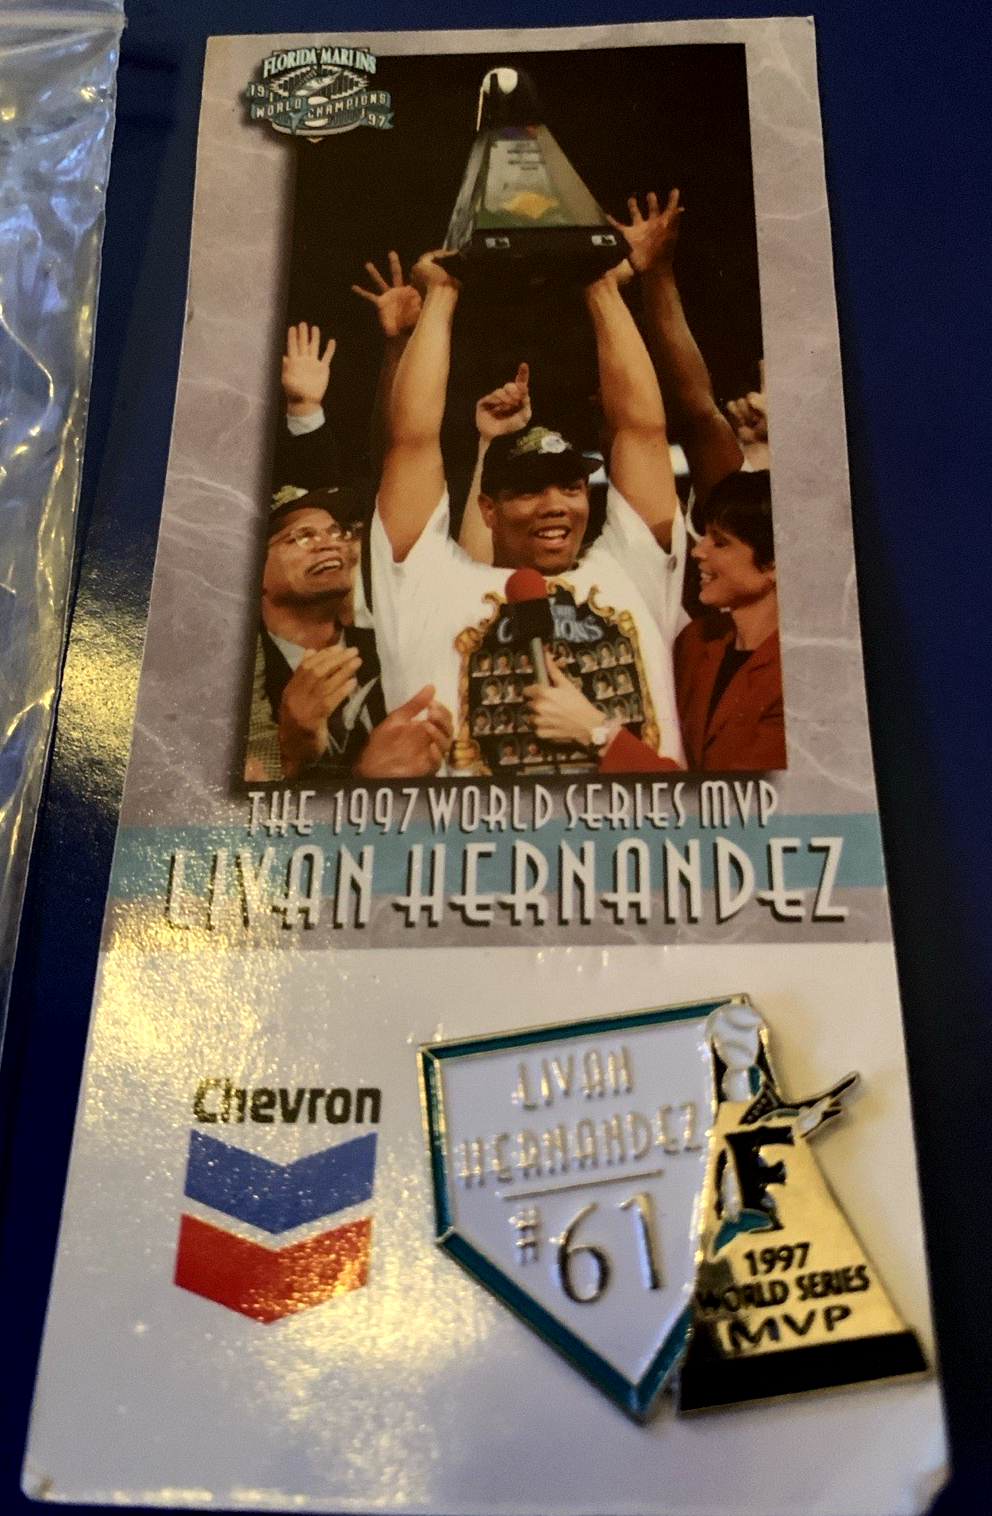 FLORIDA MARLINS
19 97
WORLD CHAMPIONS
THE 1997 WORLD SERIES MVP
LIVAN HERNANDEZ
Chevron
LIVAN
HERNANDEZ
#61
F
1997
WORLD SERIES
MVP